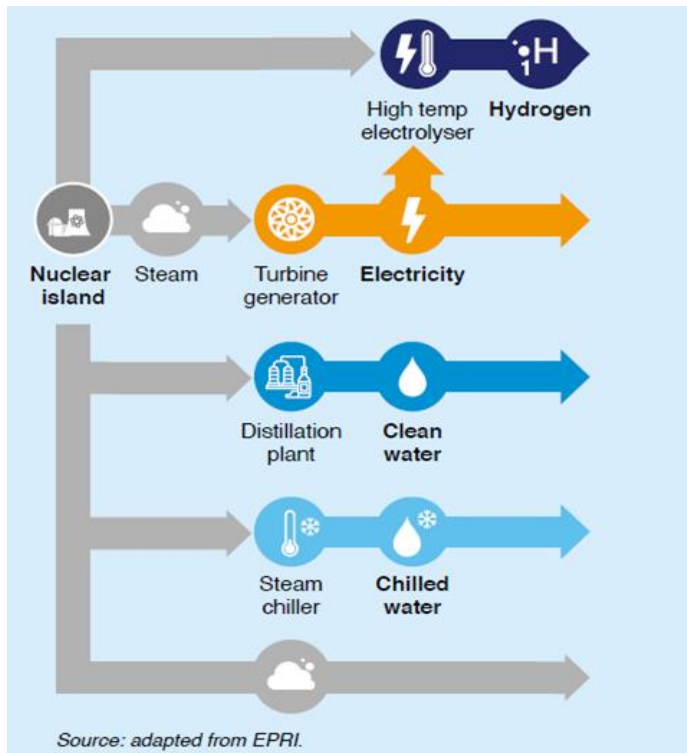 High temp
electrolyser
Hydrogen
1H
Nuclear
island
Steam
Turbine
generator
Electricity
Distillation
plant
Clean
water
Steam
chiller
Chilled
water
Source: adapted from EPRI.